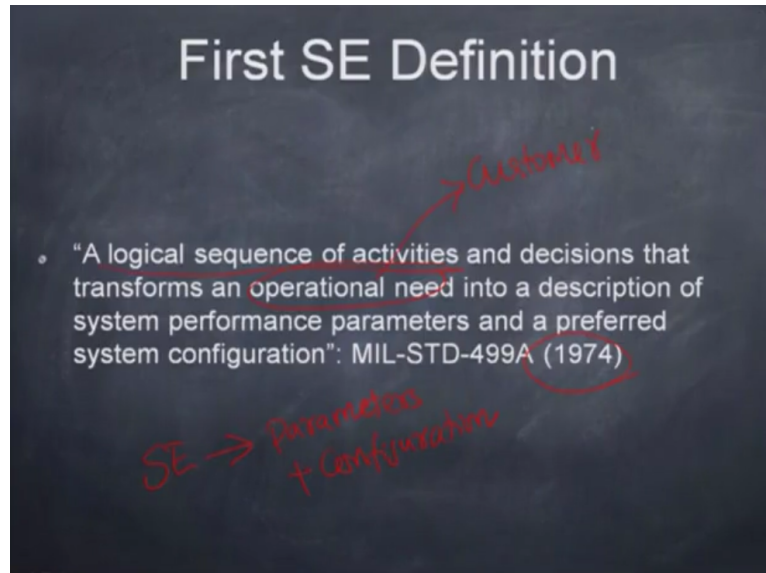 First SE Definition
Customer
“A logical sequence of activities and decisions that
transforms an operational need into a description of
system performance parameters and a preferred
system configuration”: MIL-STD-499A (1974)
SE → Parameters
+ Configuration